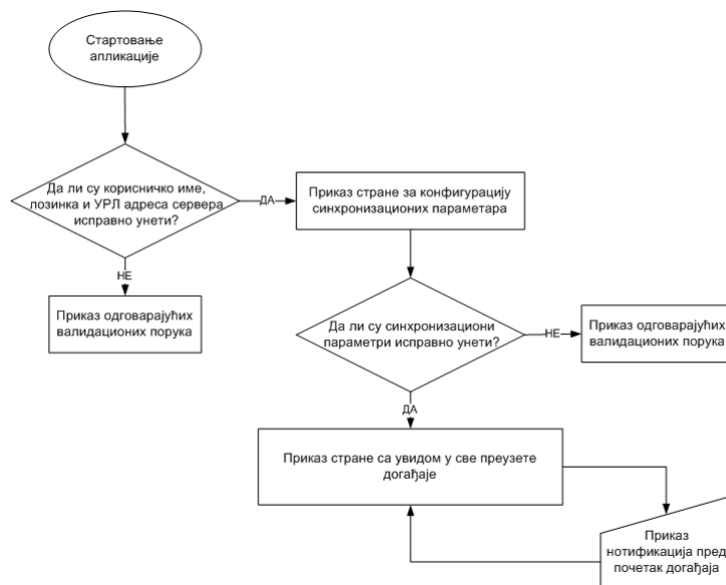 Стартовање
апликације
Да ли су корисничко име,
лозинка и УРЛ адреса сервера
исправно унети?
ДА
Приказ стране за конфигурацију
синхронизационих параметара
НЕ
Приказ одговарајућих
валидационих порука
Да ли су синхронизациони
параметри исправно унети?
НЕ
Приказ одговарајућих
валидационих порука
ДА
Приказ стране са увидом у све преузете
догађаје
Приказ
нотификација пред
почетак догађаја